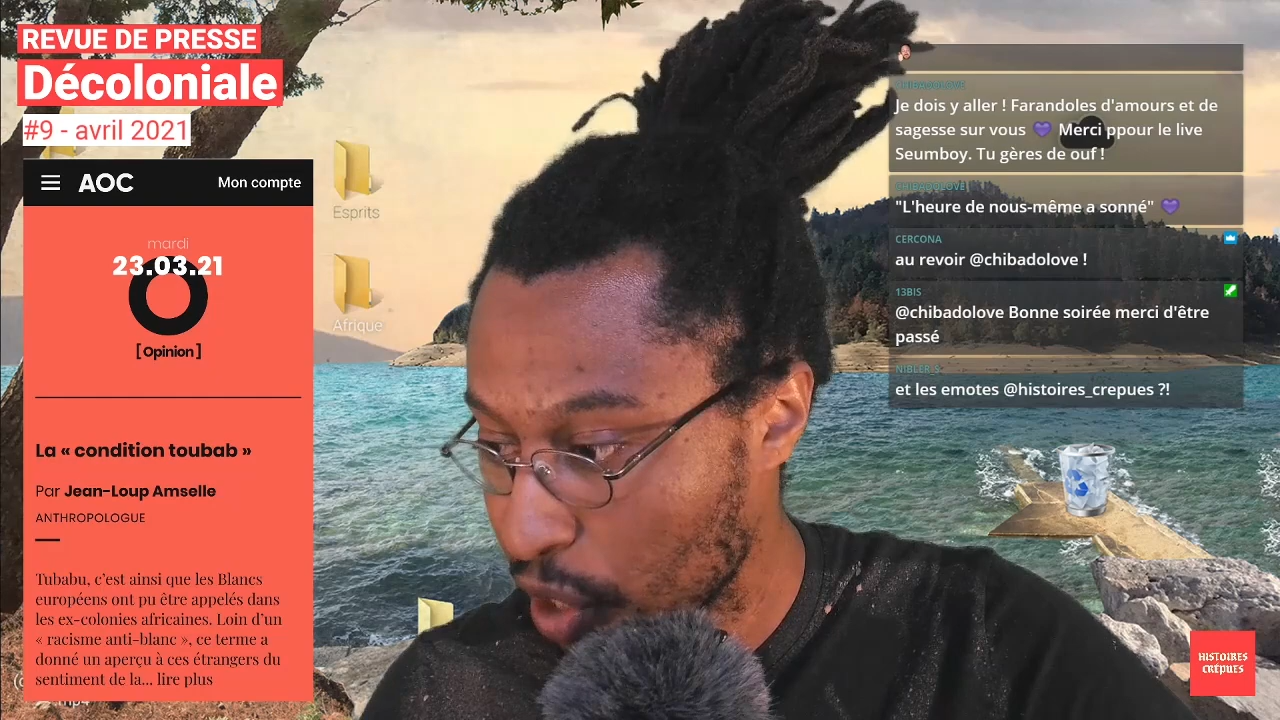 REVUE DE PRESSE
Décoloniale
#9 - avril 2021
AOC
Mon compte
mardi
23.03.21
[ Opinion ]
La « condition toubab »
Par Jean-Loup Amselle
ANTHROPOLOGUE
Tubabu, c’est ainsi que les Blancs
européens ont pu être appelés dans
les ex-colonies africaines. Loin d’un
« racisme anti-blanc », ce terme a
donné un aperçu à ces étrangers du
sentiment de la... lire plus
Esprits
Afrique
CHIBADOLOVE
Je dois y aller ! Farandoles d'amours et de
sagesse sur vous 💜 Merci ppour le live
Seumboy. Tu gères de ouf !
CHIBADOLOVE
"L'heure de nous-même a sonné" 💜
CERCONA
au revoir @chibadolove !
13BIS
@chibadolove Bonne soirée merci d'être
passé
NIBLER_S
et les emotes @histoires_crepues ?!
HISTOIRES
CRÉPUES